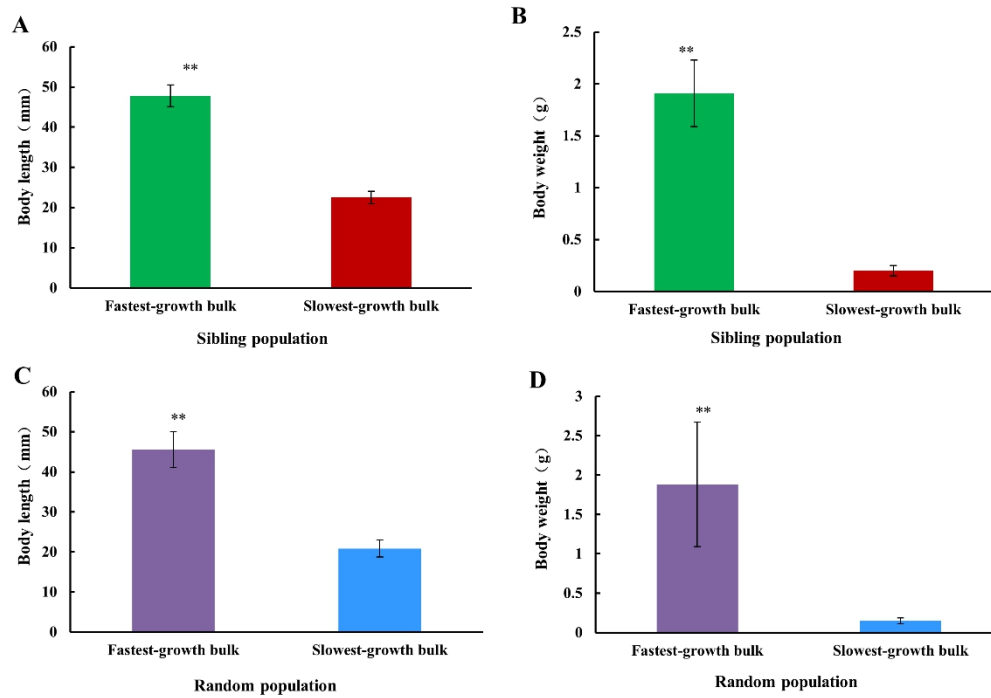 A
60
50
40
30
20
10
0
Body length（mm）
**
Fastest-growth bulk
Slowest-growth bulk
Sibling population
B
2.5
2
1.5
1
0.5
0
Body weight（g）
**
Fastest-growth bulk
Slowest-growth bulk
Sibling population
C
60
50
40
30
20
10
0
Body length（mm）
**
Fastest-growth bulk
Slowest-growth bulk
Random population
D
3
2.5
2
1.5
1
0.5
0
Body weight（g）
**
Fastest-growth bulk
Slowest-growth bulk
Random population